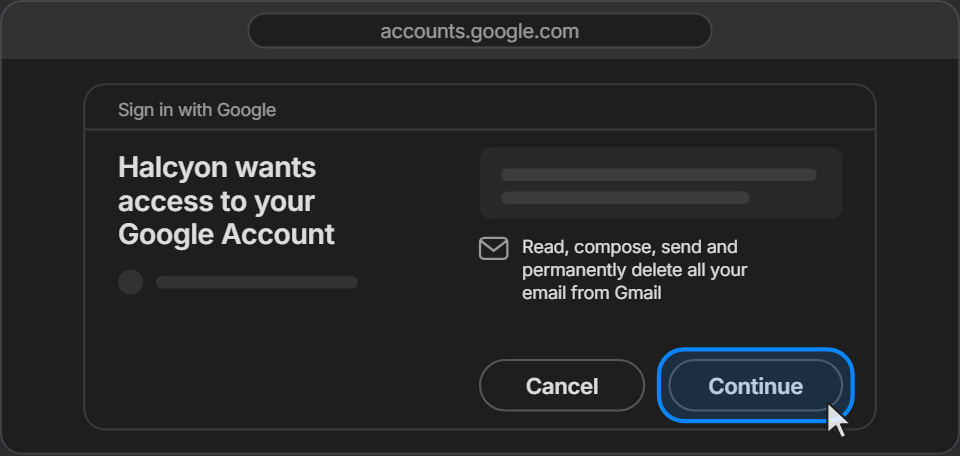 accounts.google.com
Sign in with Google
Halcyon wants
access to your
Google Account
Read, compose, send and
permanently delete all your
email from Gmail
Cancel
Continue